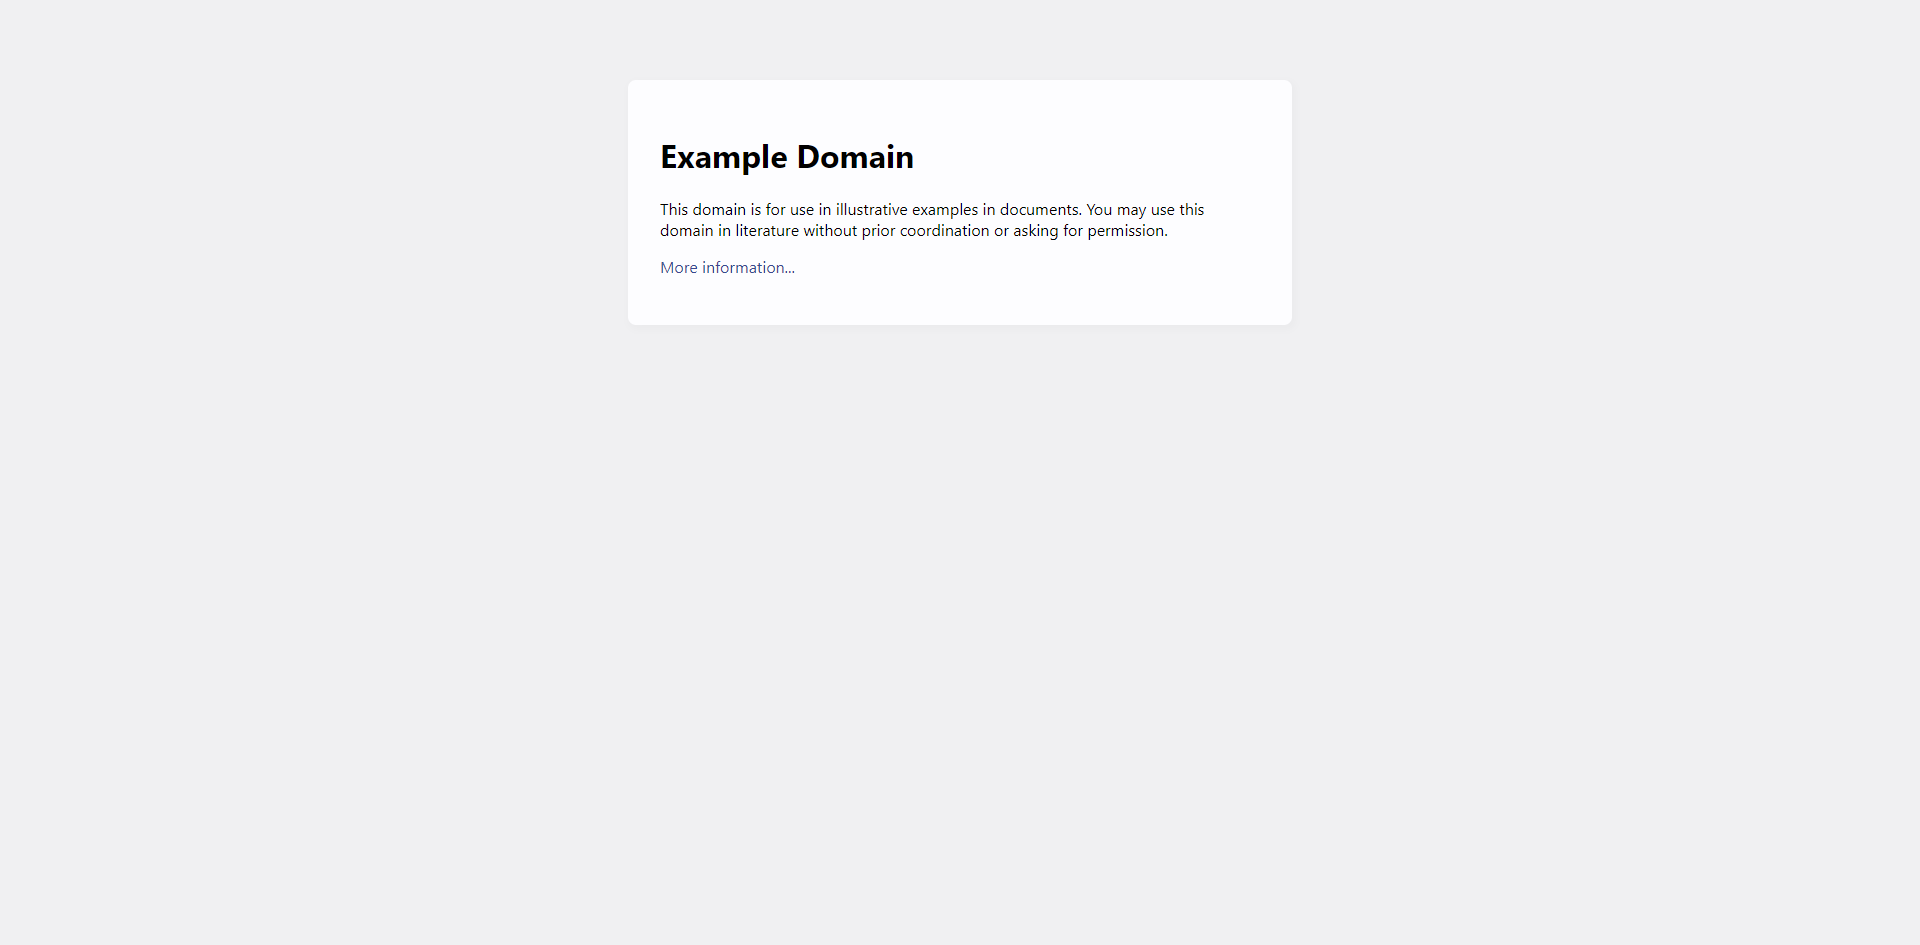 Example Domain
This domain is for use in illustrative examples in documents. You may use this
domain in literature without prior coordination or asking for permission.
More information...